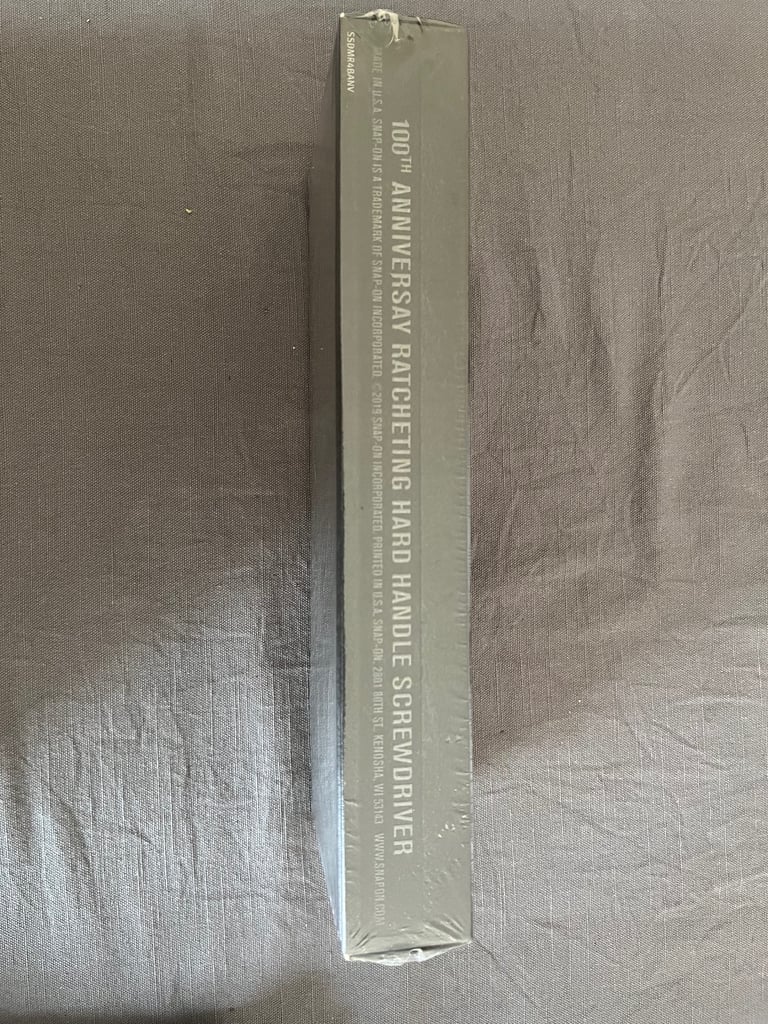 100TH ANNIVERSAY RATCHETING HARD HANDLE SCREWDRIVER
MADE IN U.S.A. SNAP-ON IS A TRADEMARK OF SNAP-ON INCORPORATED. ©2019 SNAP-ON INCORPORATED. PRINTED IN U.S.A. SNAP-ON, 2801 80TH ST. KENOSHA, WI 53143 WWW.SNAPON.COM
SSDMR4BANV